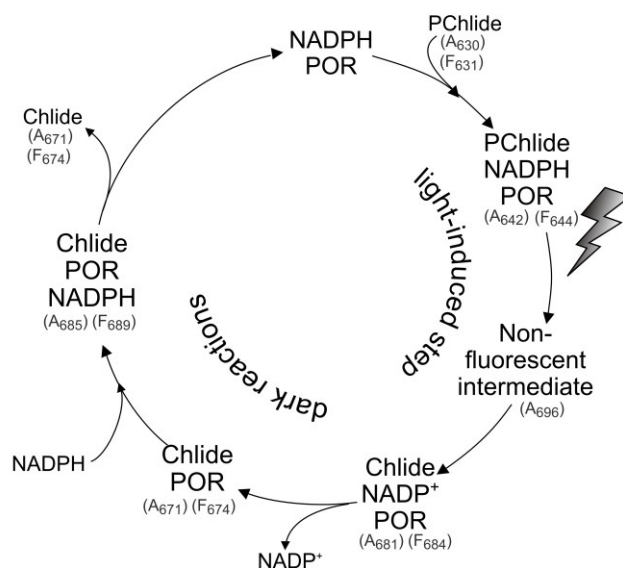 NADPH
POR
PChlide
(A630)
(F631)
PChlide
NADPH
POR
(A642) (F644)
light-induced step
Non-
fluorescent
intermediate
(A696)
Chlide
NADP⁺
POR
(A681) (F684)
NADP⁺
Chlide
POR
(A671) (F674)
NADPH
dark reactions
Chlide
POR
NADPH
(A685) (F689)
Chlide
(A671)
(F674)